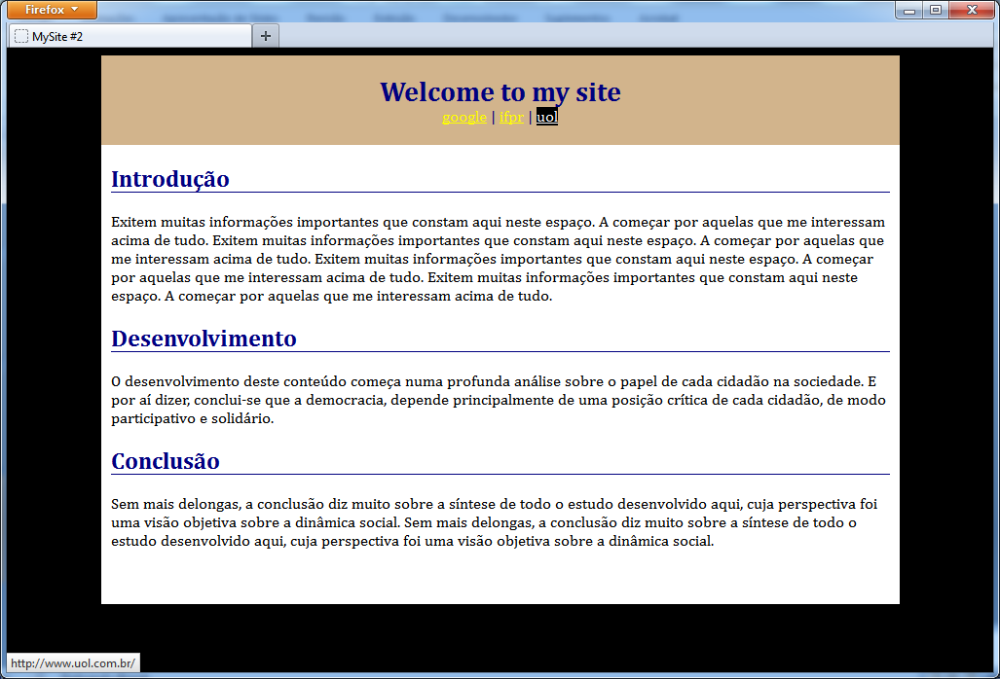 Firefox
MySite #2
Welcome to my site
google | ifpr | uol
Introdução
Exitem muitas informações importantes que constam aqui neste espaço. A começar por aquelas que me interessam
acima de tudo. Exitem muitas informações importantes que constam aqui neste espaço. A começar por aquelas que
me interessam acima de tudo. Exitem muitas informações importantes que constam aqui neste espaço. A começar
por aquelas que me interessam acima de tudo. Exitem muitas informações importantes que constam aqui neste
espaço. A começar por aquelas que me interessam acima de tudo.
Desenvolvimento
O desenvolvimento deste conteúdo começa numa profunda análise sobre o papel de cada cidadão na sociedade. E
por aí dizer, conclui-se que a democracia, depende principalmente de uma posição crítica de cada cidadão, de modo
participativo e solidário.
Conclusão
Sem mais delongas, a conclusão diz muito sobre a síntese de todo o estudo desenvolvido aqui, cuja perspectiva foi
uma visão objetiva sobre a dinâmica social. Sem mais delongas, a conclusão diz muito sobre a síntese de todo o
estudo desenvolvido aqui, cuja perspectiva foi uma visão objetiva sobre a dinâmica social.
http://www.uol.com.br/